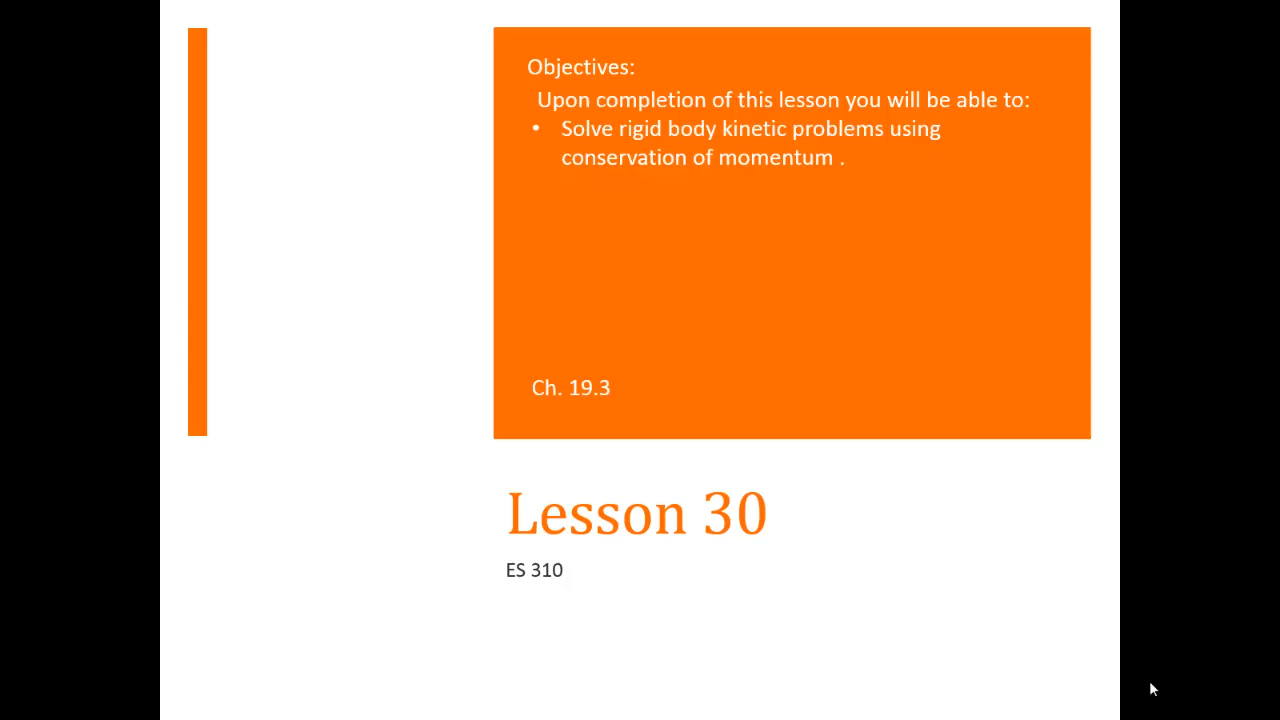 Objectives:
Upon completion of this lesson you will be able to:
• Solve rigid body kinetic problems using
conservation of momentum .
Ch. 19.3
Lesson 30
ES 310